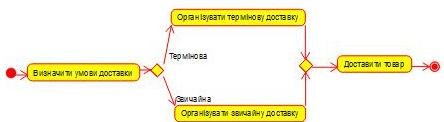 Організувати термінову доставку
Термінова
Визначити умови доставки
Доставити товар
Звичайна
Організувати звичайну доставку